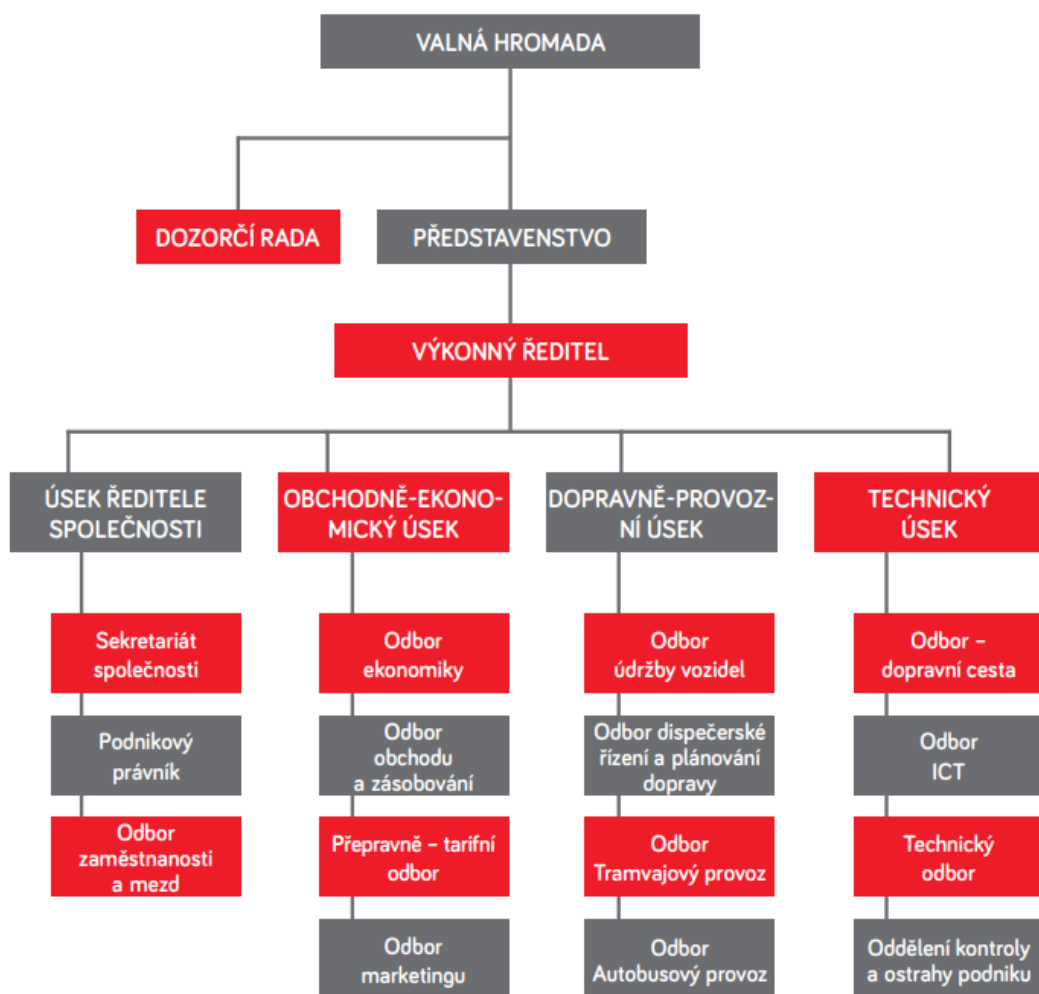 VALNÁ HROMADA
DOZORČÍ RADA
PŘEDSTAVENSTVO
VÝKONNÝ ŘEDITEL
ÚSEK ŘEDITELE
SPOLEČNOSTI
OBCHODNĚ-EKONO-
MICKÝ ÚSEK
DOPRAVNĚ-PROVOZ-
NÍ ÚSEK
TECHNICKÝ
ÚSEK
Sekretariát
společnosti
Odbor
ekonomiky
Odbor
údržby vozidel
Odbor –
dopravní cesta
Podnikový
právník
Odbor
obchodu
a zásobování
Odbor dispečerské
řízení a plánování
dopravy
Odbor
ICT
Odbor
zaměstnanosti
a mezd
Přepravně – tarifní
odbor
Odbor
Tramvajový provoz
Technický
odbor
Odbor
marketingu
Odbor
Autobusový provoz
Oddělení kontroly
a ostrahy podniku